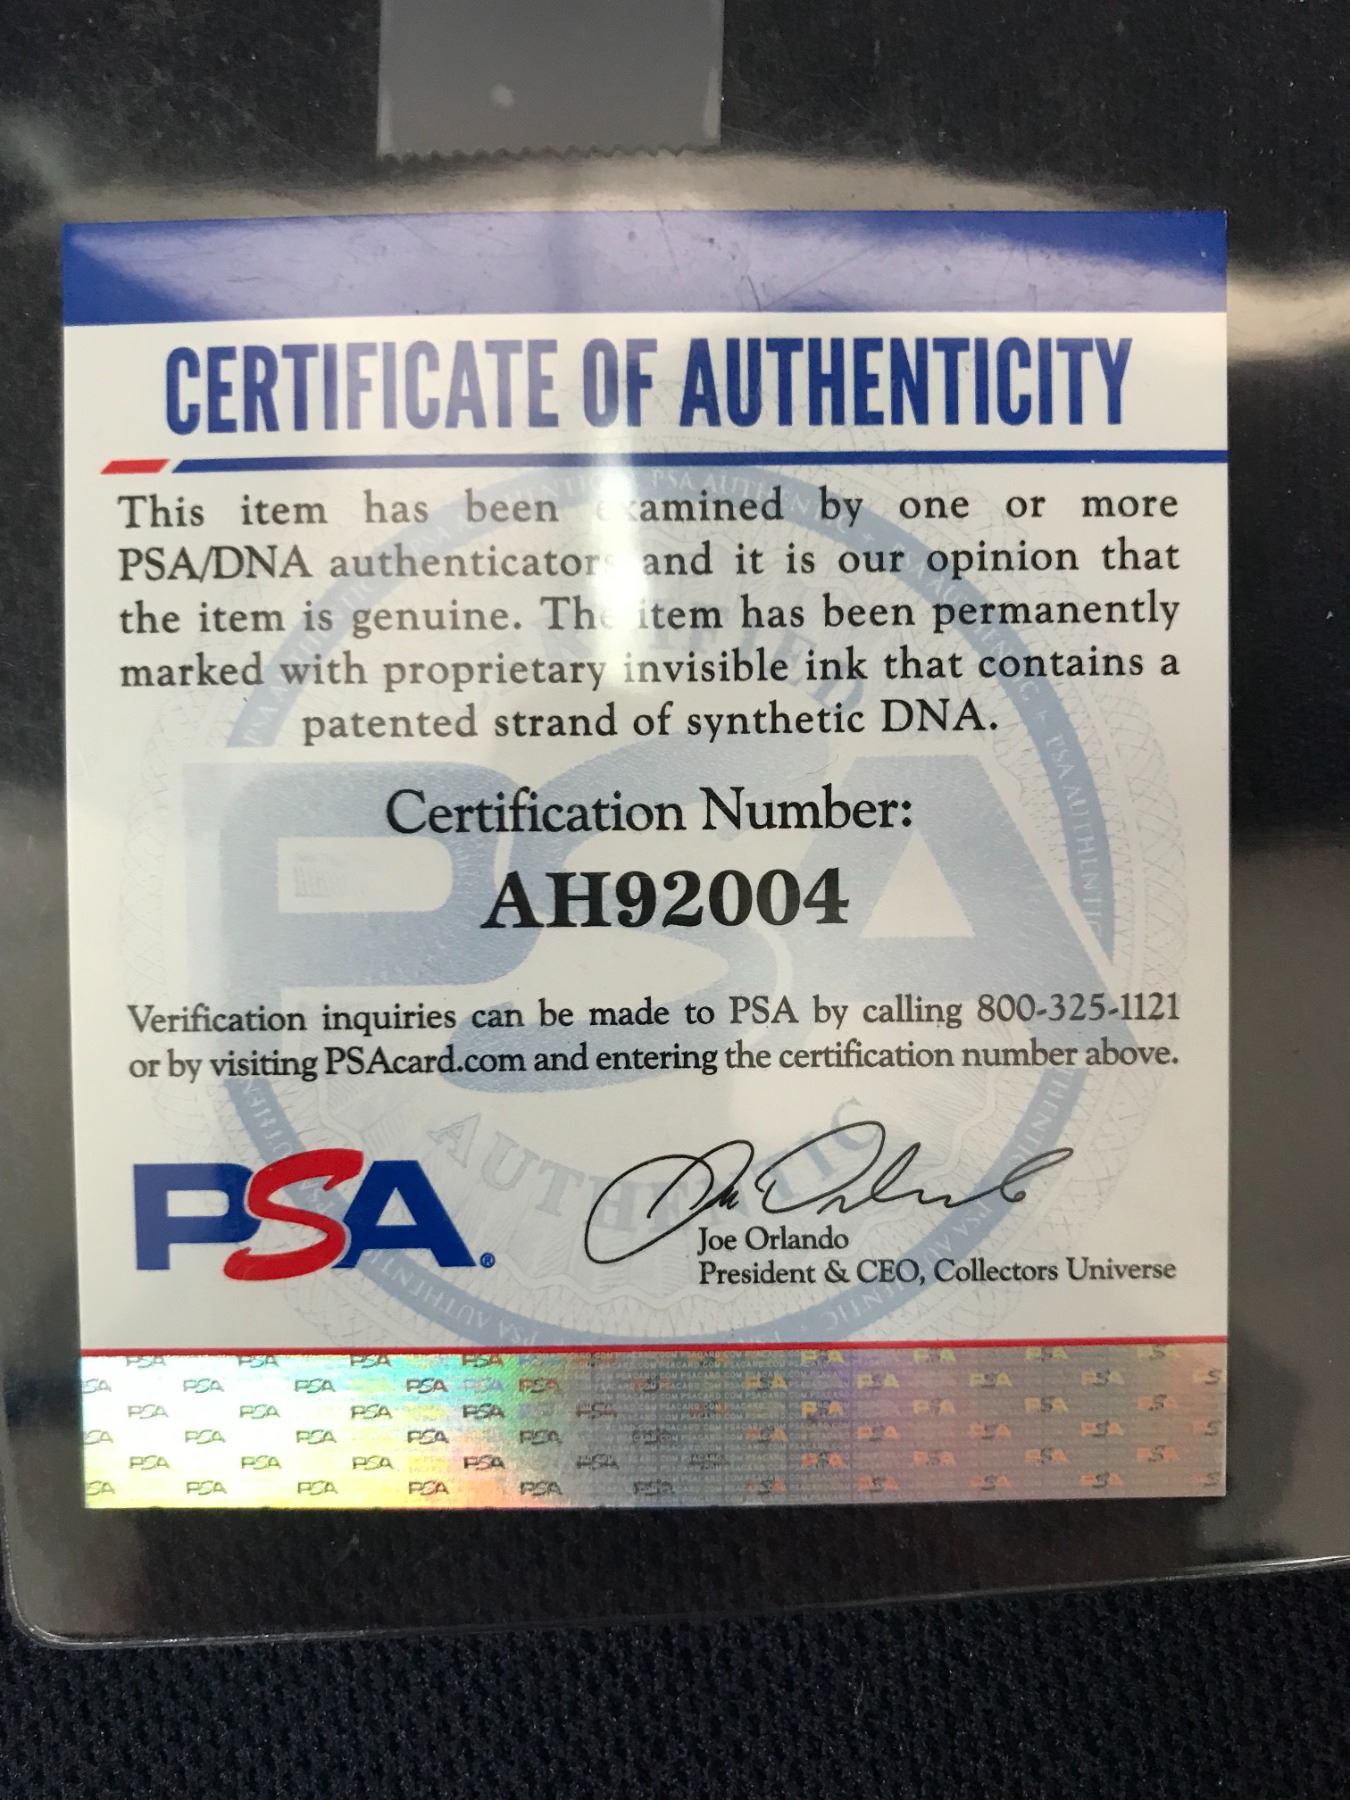 CERTIFICATE OF AUTHENTICITY
This item has been examined by one or more
PSA/DNA authenticators and it is our opinion that
the item is genuine. The item has been permanently
marked with proprietary invisible ink that contains a
patented strand of synthetic DNA.
Certification Number:
AH92004
Verification inquiries can be made to PSA by calling 800-325-1121
or by visiting PSAcard.com and entering the certification number above.
PSA®
Joe Orlando
President & CEO, Collectors Universe
PSA
AUTHENTIC